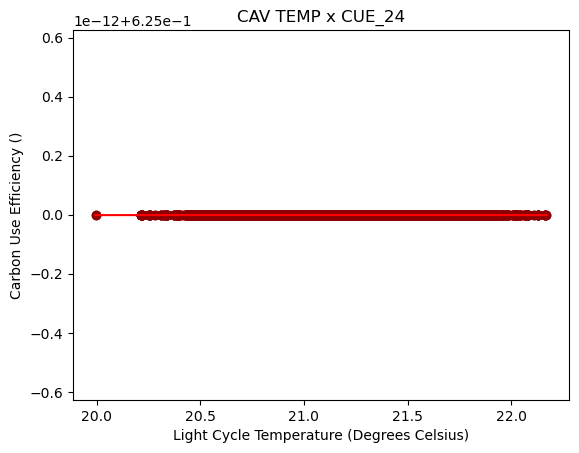 CAV TEMP x CUE_24
1e-12+6.25e-1
0.6
0.4
0.2
0.0
−0.2
−0.4
−0.6
Carbon Use Efficiency ()
20.0 20.5 21.0 21.5 22.0
Light Cycle Temperature (Degrees Celsius)